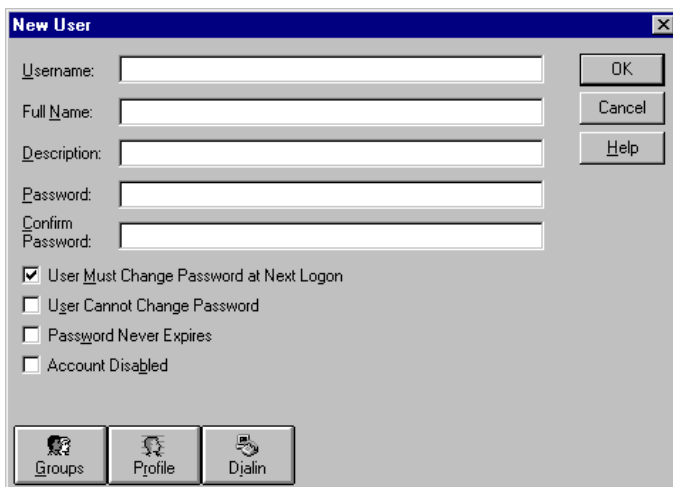 New User
Username:
OK
Full Name:
Cancel
Description:
Help
Password:
Confirm
Password:
User Must Change Password at Next Logon
User Cannot Change Password
Password Never Expires
Account Disabled
Groups
Profile
Dialin